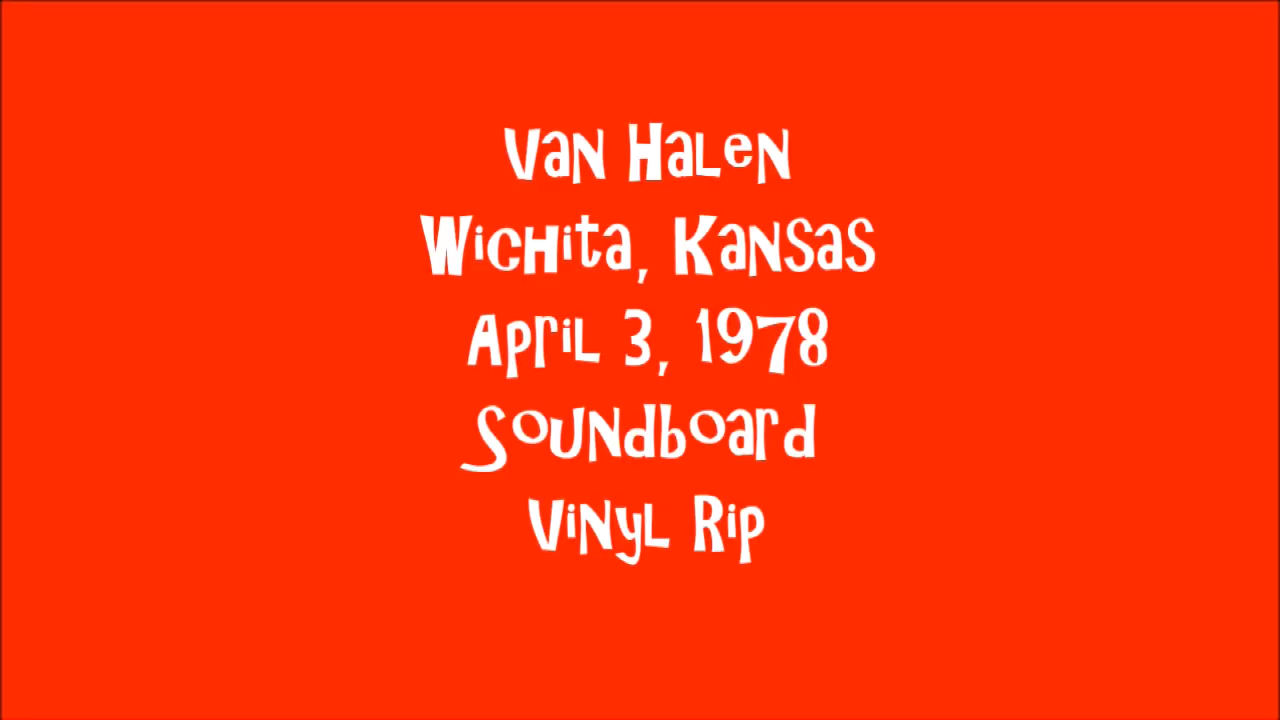 Van Halen
Wichita, Kansas
April 3, 1978
Soundboard
Vinyl Rip